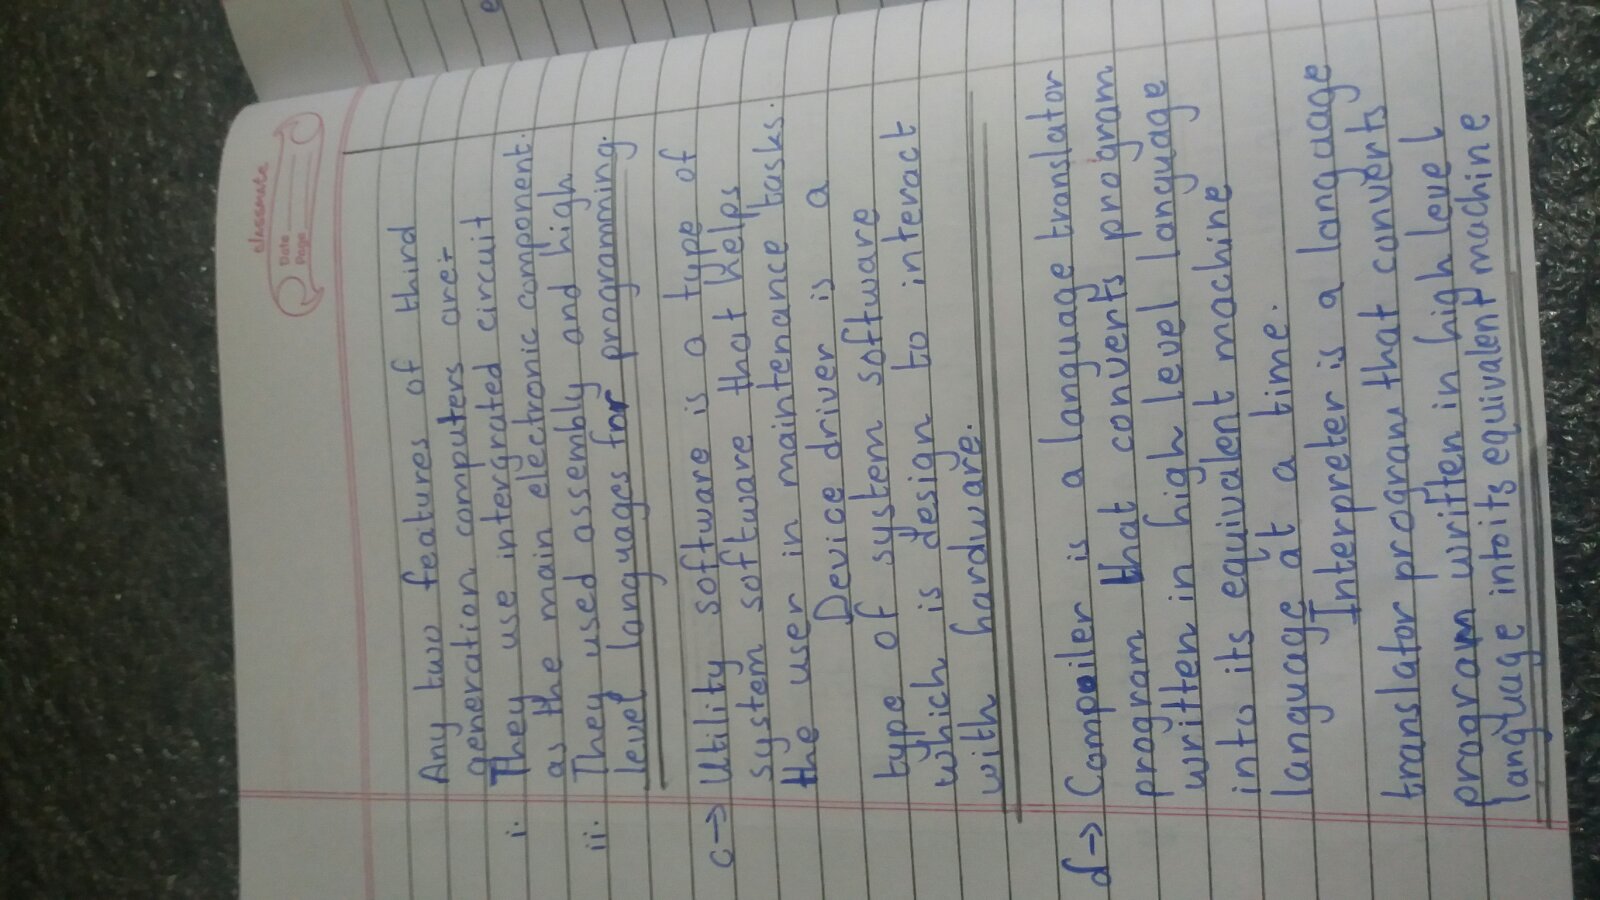 classmate
Date
Page
Any two features of third
generation computers are:-
i. They use intergrated circuit
as the main electronic component.
ii. They used assembly and high
level languages for programming.
c→ Utility software is a type of
system software that helps
the user in maintenance tasks.
Device driver is a
type of system software
which is design to interact
with hardware.
d→ Compiler is a language translator
program that converts program
written in high level language
into its equivalent machine
language at a time.
Interpreter is a language
translator program that converts
program written in high level
language into its equivalent machine